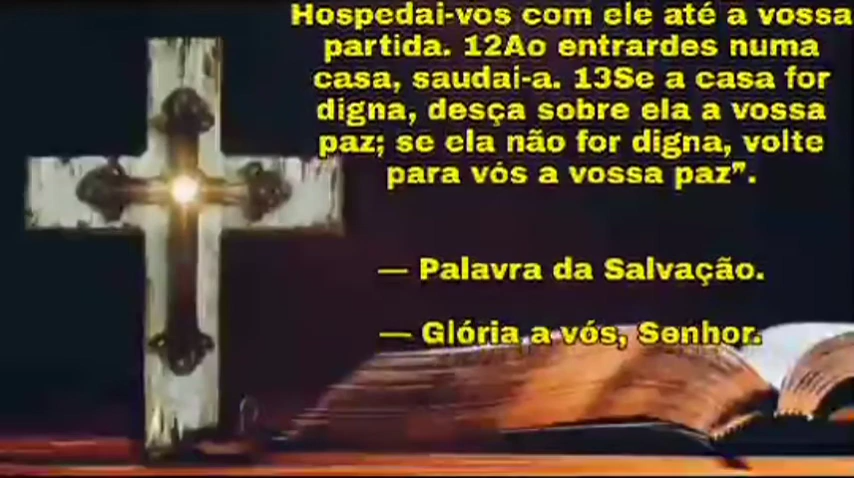 Hospedai-vos com ele até a vossa
partida. 12Ao entrardes numa
casa, saudai-a. 13Se a casa for
digna, desça sobre ela a vossa
paz; se ela não for digna, volte
para vós a vossa paz”.
— Palavra da Salvação.
— Glória a vós, Senhor.